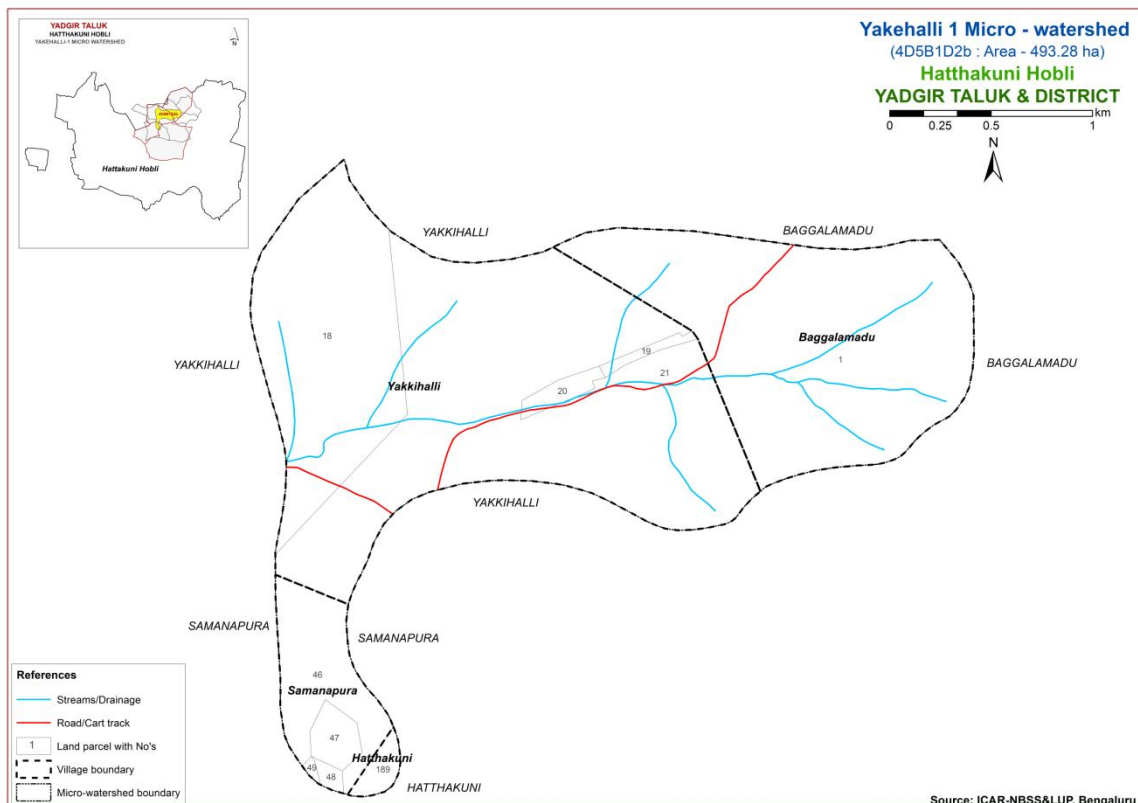 YADGIR TALUK
HATTHAKUNI HOBLI
YAKEHALLI-1 MICRO WATERSHED
N
Hattakuni Hobli
Yakehalli 1 Micro - watershed
(4D5B1D2b : Area - 493.28 ha)
Hatthakuni Hobli
YADGIR TALUK & DISTRICT
km
0 0.25 0.5 1
N
YAKKIHALLI
BAGGALAMADU
18
Baggalamadu
YAKKIHALLI
19
1
BAGGALAMADU
Yakkihalli
20
21
YAKKIHALLI
SAMANAPURA
SAMANAPURA
46
Samanapura
47
Hatthakuni
49
48
189
HATTHAKUNI
References
Streams/Drainage
Road/Cart track
1 Land parcel with No's
Village boundary
Micro-watershed boundary
Source: ICAR-NBSS&LUP, Bengaluru